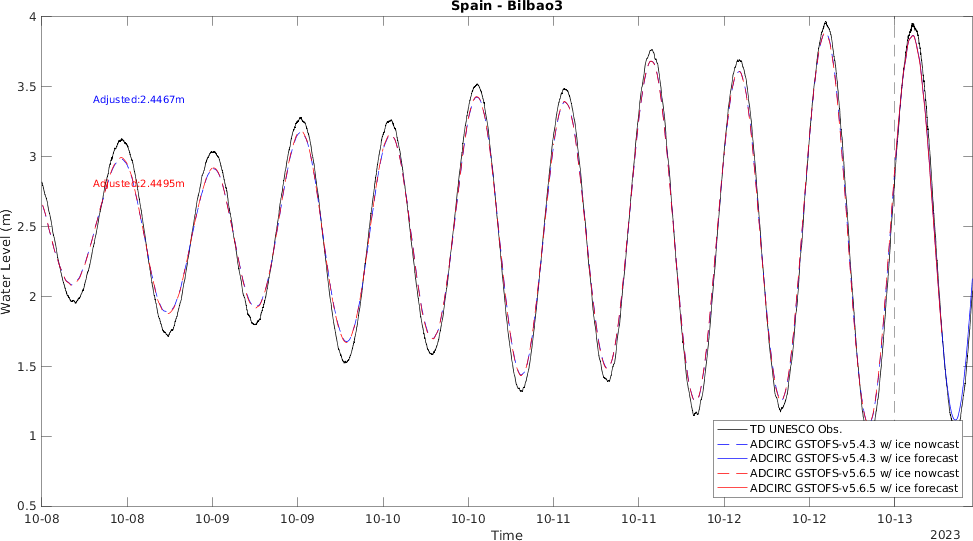 Spain - Bilbao3
4
3.5
3
2.5
2
1.5
1
0.5
Water Level (m)
Adjusted:2.4467m
Adjusted:2.4495m
TD UNESCO Obs.
ADCIRC GSTOFS-v5.4.3 w/ ice nowcast
ADCIRC GSTOFS-v5.4.3 w/ ice forecast
ADCIRC GSTOFS-v5.6.5 w/ ice nowcast
ADCIRC GSTOFS-v5.6.5 w/ ice forecast
10-08 10-08 10-09 10-09 10-10 10-10 10-11 10-11 10-12 10-12 10-13
Time
2023